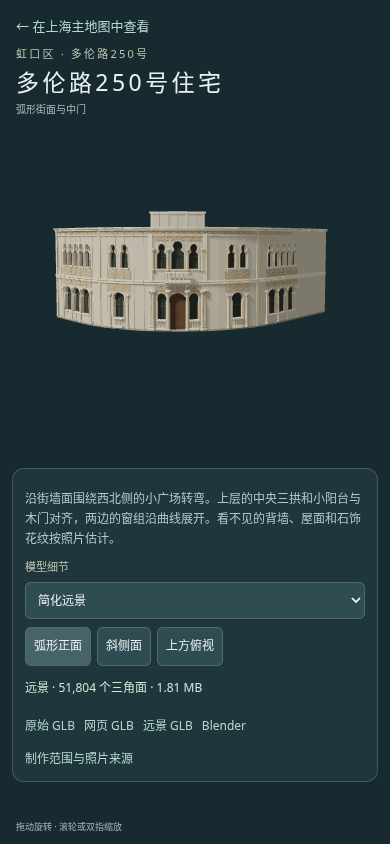 ← 在上海主地图中查看
虹口区 · 多伦路250号
多伦路250号住宅
弧形街面与中门
沿街墙面围绕西北侧的小广场转弯。上层的中央三拱和小阳台与
木门对齐，两边的窗组沿曲线展开。看不见的背墙、屋面和石饰
花纹按照片估计。
模型细节
简化远景
弧形正面 斜侧面 上方俯视
远景 · 51,804 个三角面 · 1.81 MB
原始 GLB 网页 GLB 远景 GLB Blender
制作范围与照片来源
拖动旋转 · 滚轮或双指缩放